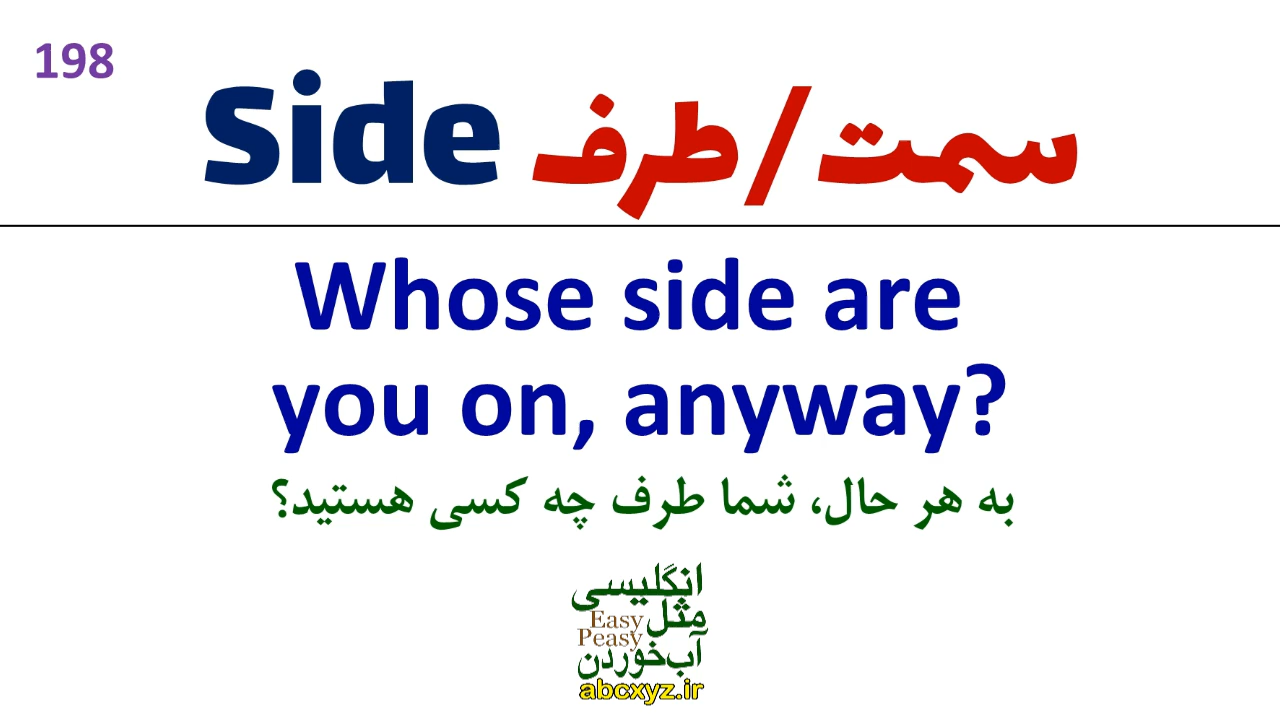 198
Side سمت/طرف
Whose side are
you on, anyway?
به هر حال، شما طرف چه کسی هستید؟
انگلیسی
مثل Easy
Peasy
آب‌خوردن
abcxyz.ir